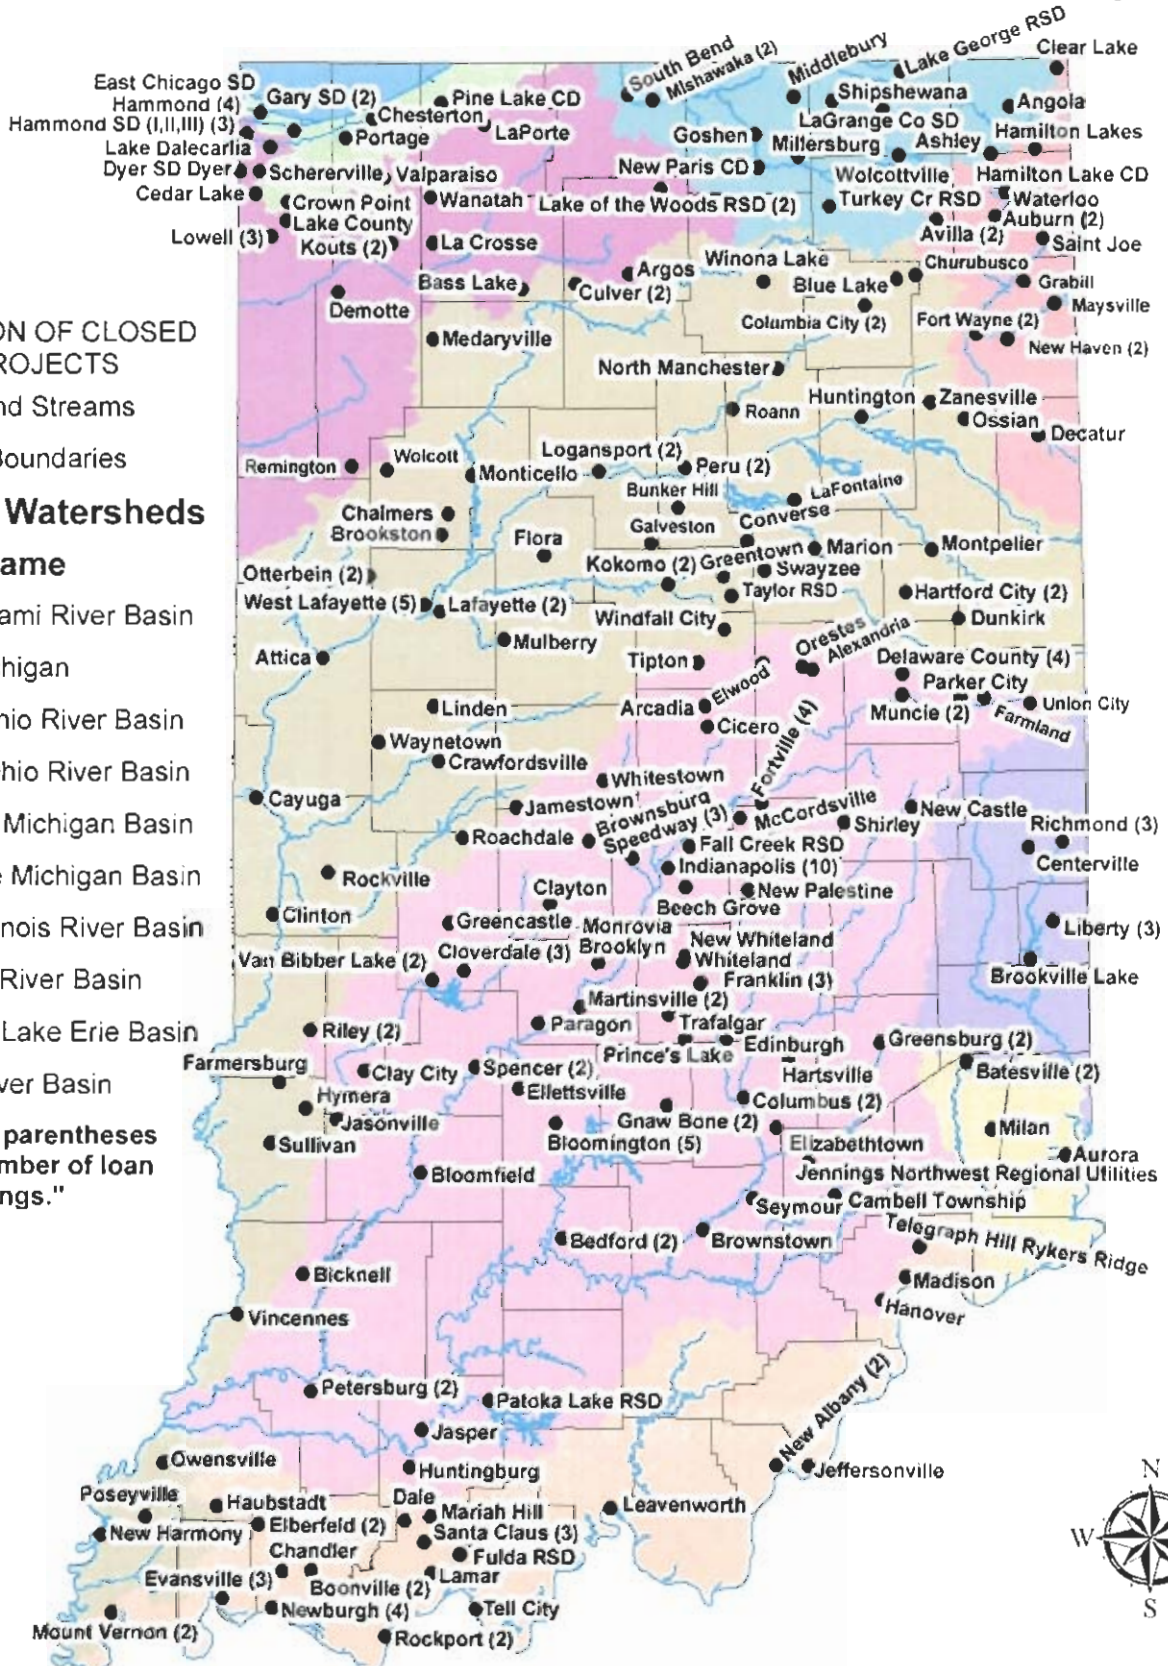 South Bend
Mishawaka (2)
Middlebury
Lake George RSD
Clear Lake
East Chicago SD
Hammond (4)
Gary SD (2)
Pine Lake CD
Shipshewana
Angola
Hammond SD (I,II,III) (3)
Chesterton
LaPorte
LaGrange Co SD
Portage
Goshen
Millersburg
Ashley
Hamilton Lakes
Lake Dalecarlia
Dyer SD Dyer
Schererville
Valparaiso
New Paris CD
Wolcottville
Hamilton Lake CD
Cedar Lake
Crown Point
Wanatah
Lake of the Woods RSD (2)
Turkey Cr RSD
Waterloo
Lake County
Auburn (2)
Lowell (3)
Kouts (2)
La Crosse
Avilla (2)
Saint Joe
Winona Lake
Churubusco
Argos
Bass Lake
Culver (2)
Blue Lake
Grabill
Demotte
Maysville
ON OF CLOSED
ROJECTS
Columbia City (2)
Fort Wayne (2)
Medaryville
New Haven (2)
North Manchester
nd Streams
Roann
Huntington
Zanesville
Ossian
Decatur
Boundaries
Remington
Wolcott
Logansport (2)
Monticello
Peru (2)
Bunker Hill
LaFontaine
Watersheds
Chalmers
Brookston
Flora
Galveston
Converse
ame
Kokomo (2)
Greentown
Marion
Montpelier
Otterbein (2)
Swayzee
West Lafayette (5)
Lafayette (2)
Taylor RSD
Hartford City (2)
ami River Basin
Windfall City
Dunkirk
Mulberry
Orestes
Alexandria
Attica
Tipton
Delaware County (4)
higan
Elwood
Parker City
Linden
Arcadia
Muncie (2)
Farmland
Union City
hio River Basin
Cicero
Waynetown
Fortville (4)
Crawfordsville
hio River Basin
Whitestown
Cayuga
Jamestown
Brownsburg
McCordsville
New Castle
Michigan Basin
Roachdale
Speedway (3)
Shirley
Richmond (3)
Fall Creek RSD
Indianapolis (10)
Centerville
e Michigan Basin
Rockville
Clayton
New Palestine
Beech Grove
Clinton
Greencastle
Monrovia
Liberty (3)
nois River Basin
Van Bibber Lake (2)
Cloverdale (3)
Brooklyn
New Whiteland
Whiteland
Brookville Lake
River Basin
Franklin (3)
Martinsville (2)
Lake Erie Basin
Riley (2)
Paragon
Trafalgar
Prince's Lake
Edinburgh
Greensburg (2)
Farmersburg
Clay City
Spencer (2)
Hartsville
Batesville (2)
ver Basin
Hymera
Ellettsville
Columbus (2)
Jasonville
Gnaw Bone (2)
Milan
parentheses
Sullivan
Bloomington (5)
Elizabethtown
Aurora
mber of loan
Bloomfield
Jennings Northwest Regional Utilities
ngs."
Seymour
Cambell Township
Bedford (2)
Brownstown
Telegraph Hill Rykers Ridge
Bicknell
Madison
Hanover
Vincennes
Petersburg (2)
Patoka Lake RSD
New Albany (2)
Jasper
Owensville
Huntingburg
Jeffersonville
N
Poseyville
Haubstadt
Dale
Mariah Hill
Leavenworth
New Harmony
Elberfeld (2)
Santa Claus (3)
W
Chandler
Fulda RSD
Evansville (3)
Boonville (2)
Lamar
Newburgh (4)
Tell City
S
Mount Vernon (2)
Rockport (2)